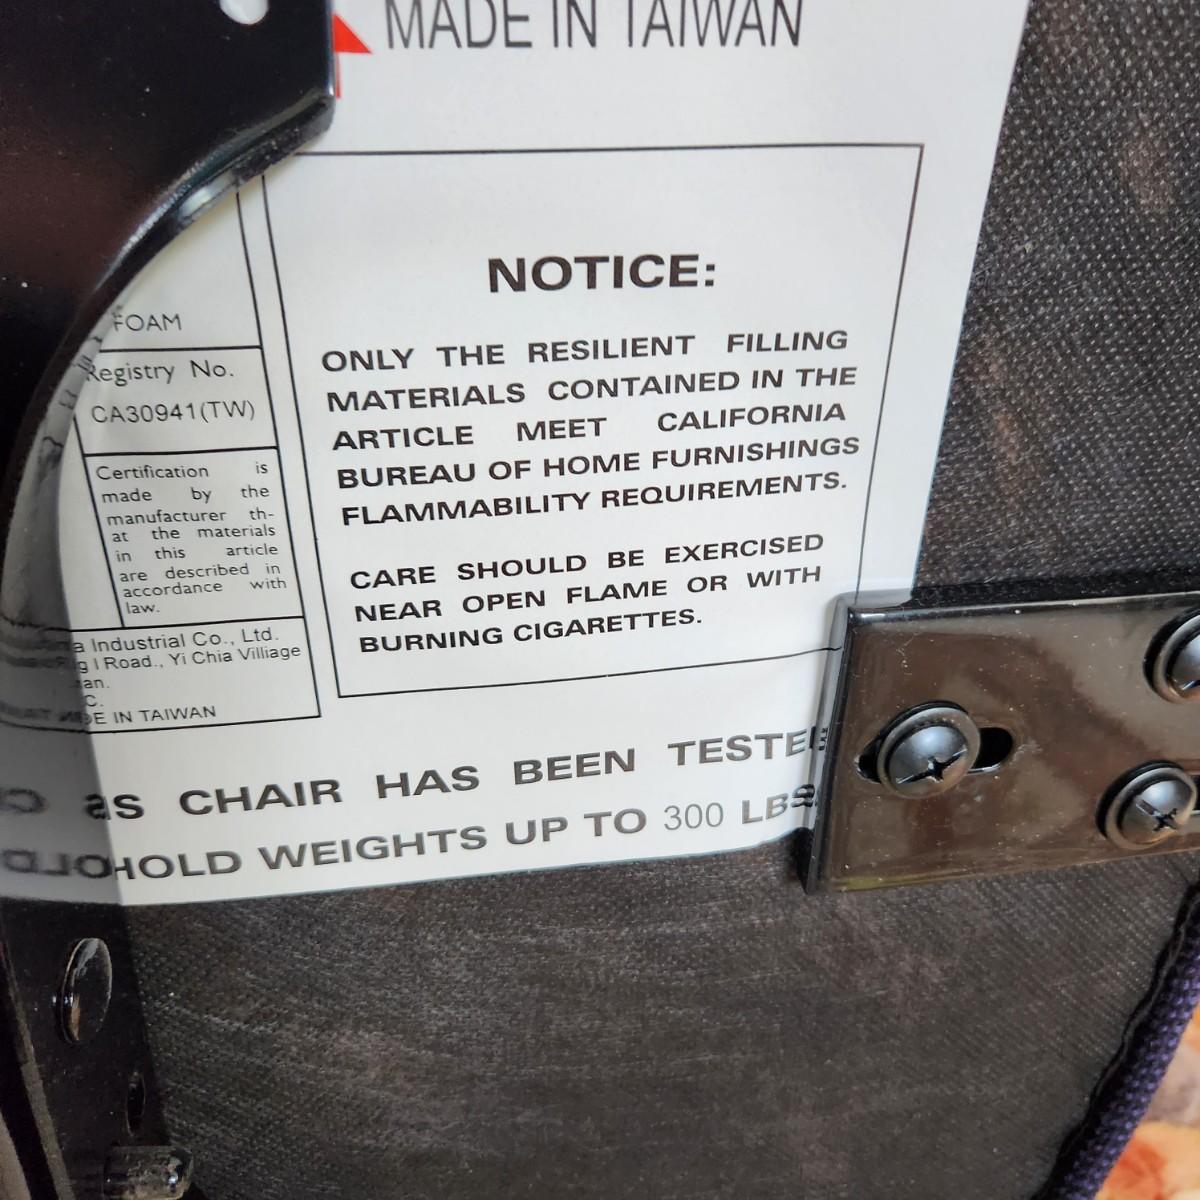 MADE IN TAIWAN
FOAM
Registry No.
CA30941(TW)
Certification is
made by the
manufacturer th-
at the materials
in this article
are described in
accordance with
law.
Industrial Co., Ltd.
I Road., Yi Chia Villiage
IN TAIWAN
NOTICE:
ONLY THE RESILIENT FILLING
MATERIALS CONTAINED IN THE
ARTICLE MEET CALIFORNIA
BUREAU OF HOME FURNISHINGS
FLAMMABILITY REQUIREMENTS.
CARE SHOULD BE EXERCISED
NEAR OPEN FLAME OR WITH
BURNING CIGARETTES.
CHAIR HAS BEEN TESTE
HOLD WEIGHTS UP TO 300 LBS